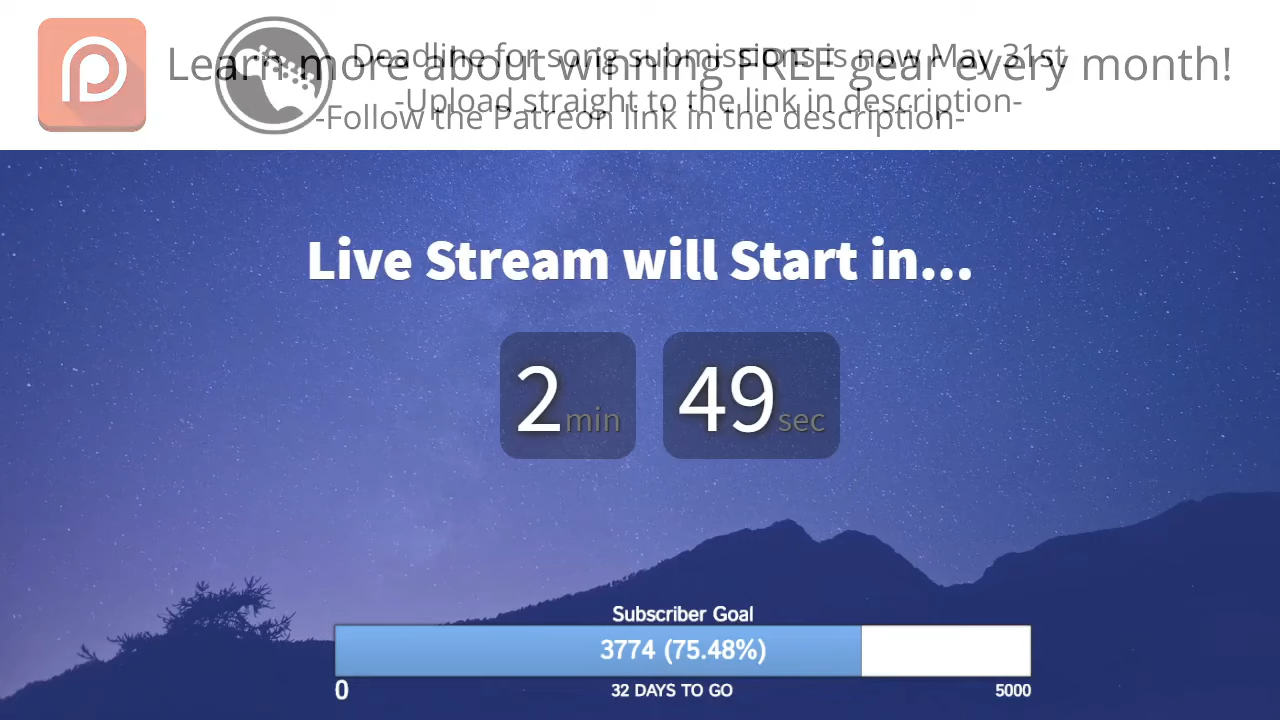 Learn more about winning FREE gear every month!
-Follow the Patreon link in the description-
Deadline for song submissions is now May 31st
-Upload straight to the link in description-
Live Stream will Start in...
2 min 49 sec
Subscriber Goal
3774 (75.48%)
0 32 DAYS TO GO 5000